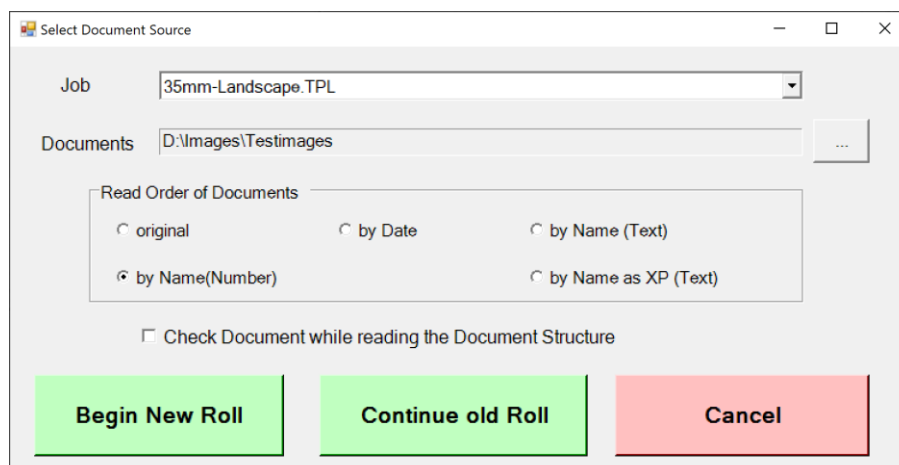 Select Document Source
Job 35mm-Landscape.TPL
Documents D:\Images\Testimages ...
Read Order of Documents
original by Date by Name (Text)
by Name(Number) by Name as XP (Text)
Check Document while reading the Document Structure
Begin New Roll Continue old Roll Cancel